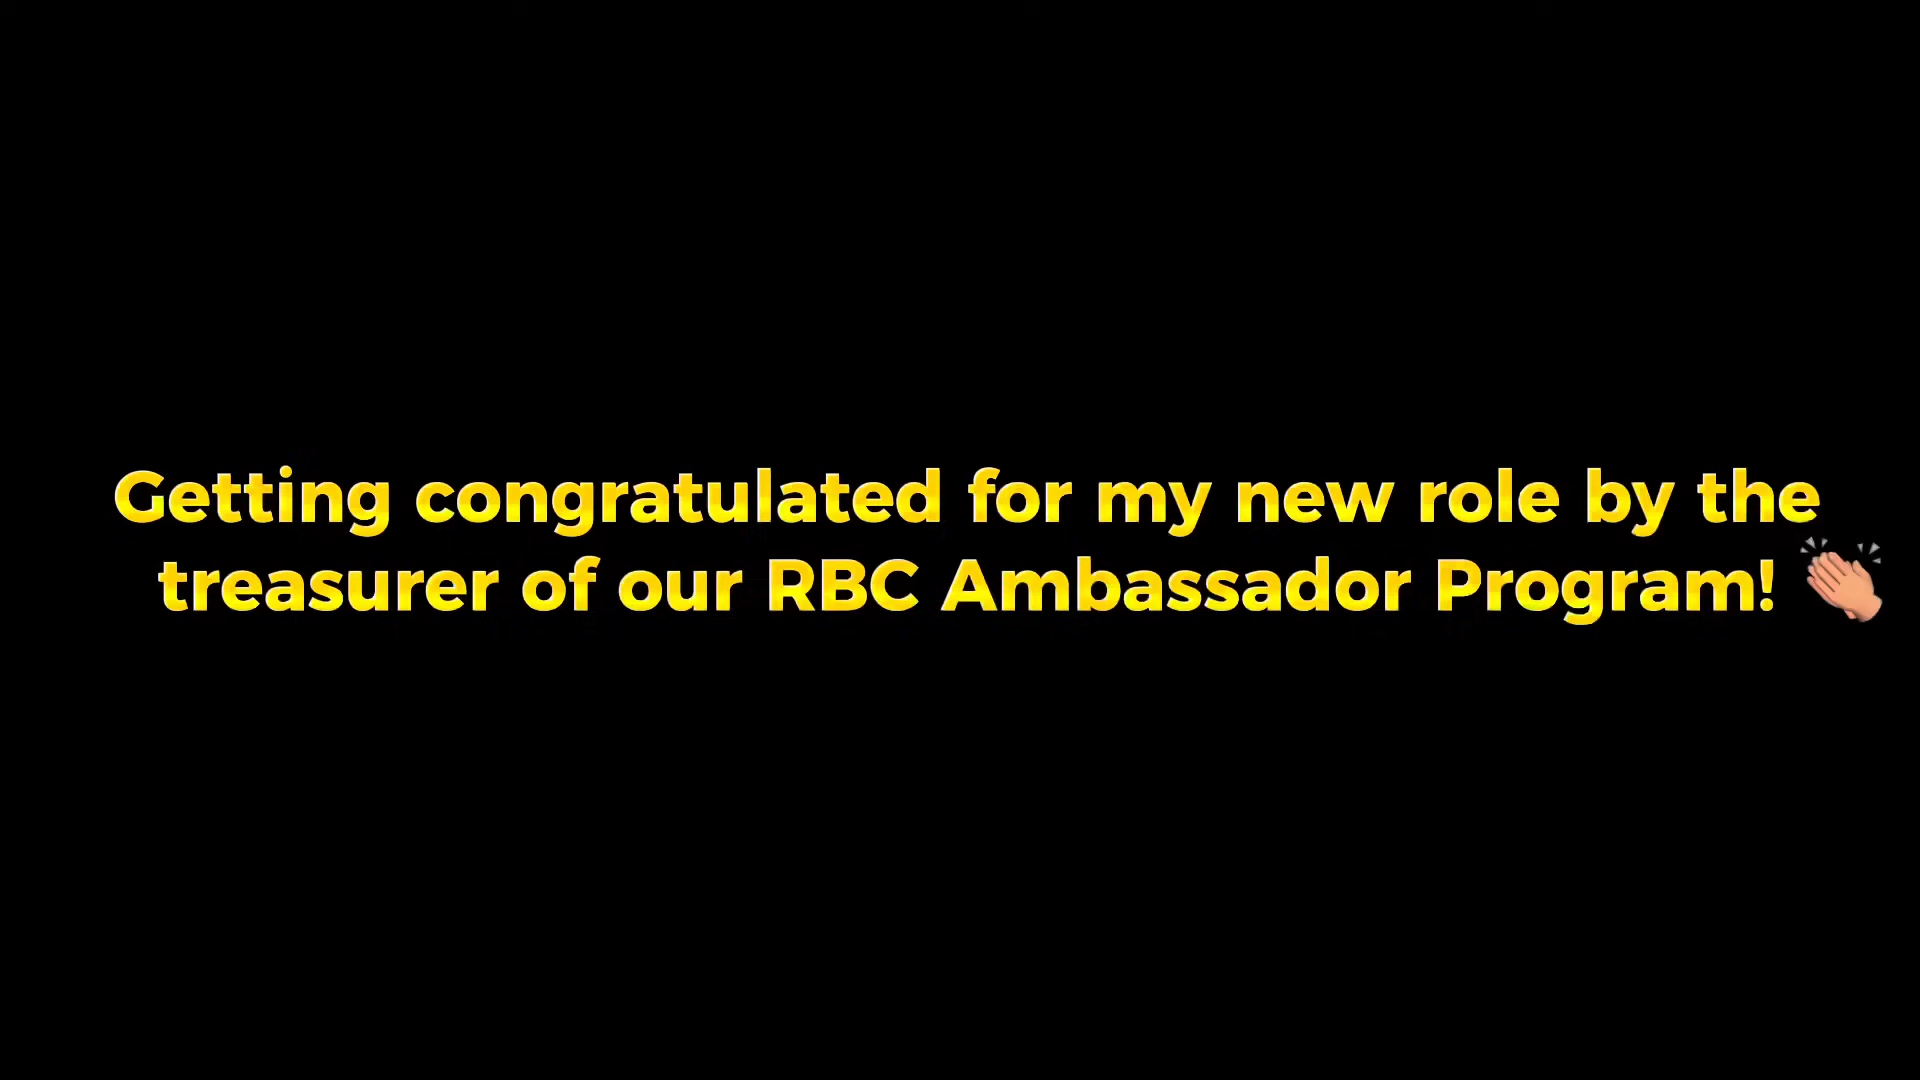 Getting congratulated for my new role by the
treasurer of our RBC Ambassador Program! 👏🏼